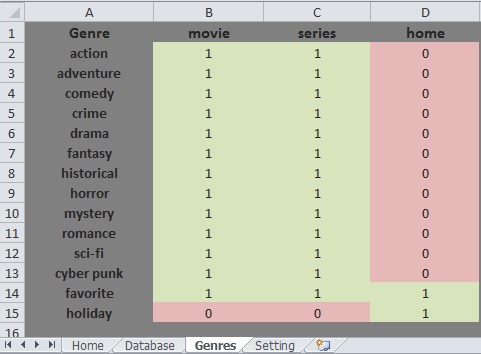 A B C D
1 Genre movie series home
2 action 1 1 0
3 adventure 1 1 0
4 comedy 1 1 0
5 crime 1 1 0
6 drama 1 1 0
7 fantasy 1 1 0
8 historical 1 1 0
9 horror 1 1 0
10 mystery 1 1 0
11 romance 1 1 0
12 sci-fi 1 1 0
13 cyber punk 1 1 0
14 favorite 1 1 1
15 holiday 0 0 1
16
Home Database Genres Setting